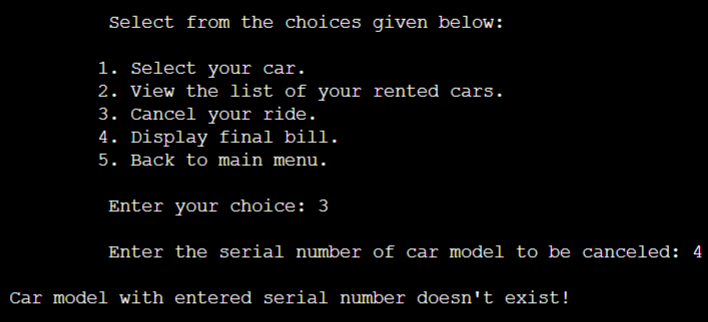 Select from the choices given below:
1. Select your car.
2. View the list of your rented cars.
3. Cancel your ride.
4. Display final bill.
5. Back to main menu.
Enter your choice: 3
Enter the serial number of car model to be canceled: 4
Car model with entered serial number doesn't exist!